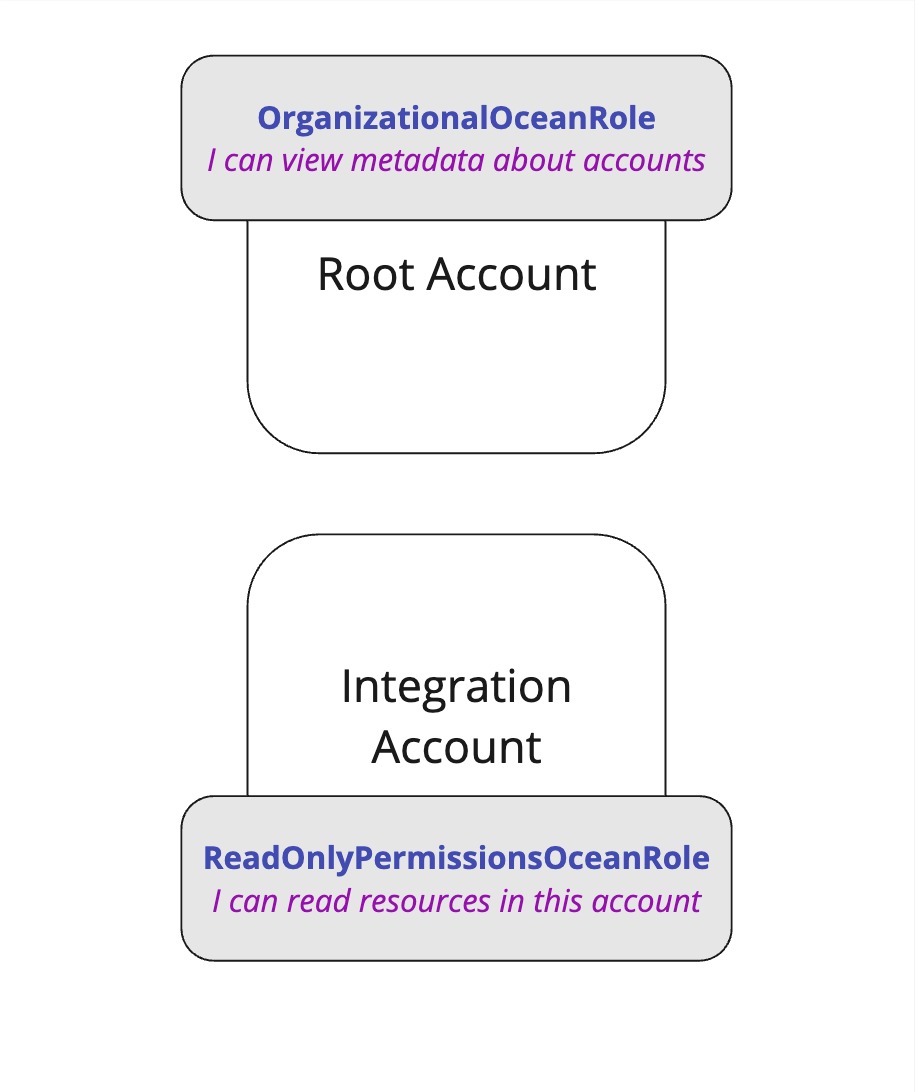 OrganizationalOceanRole
I can view metadata about accounts
Root Account
Integration
Account
ReadOnlyPermissionsOceanRole
I can read resources in this account